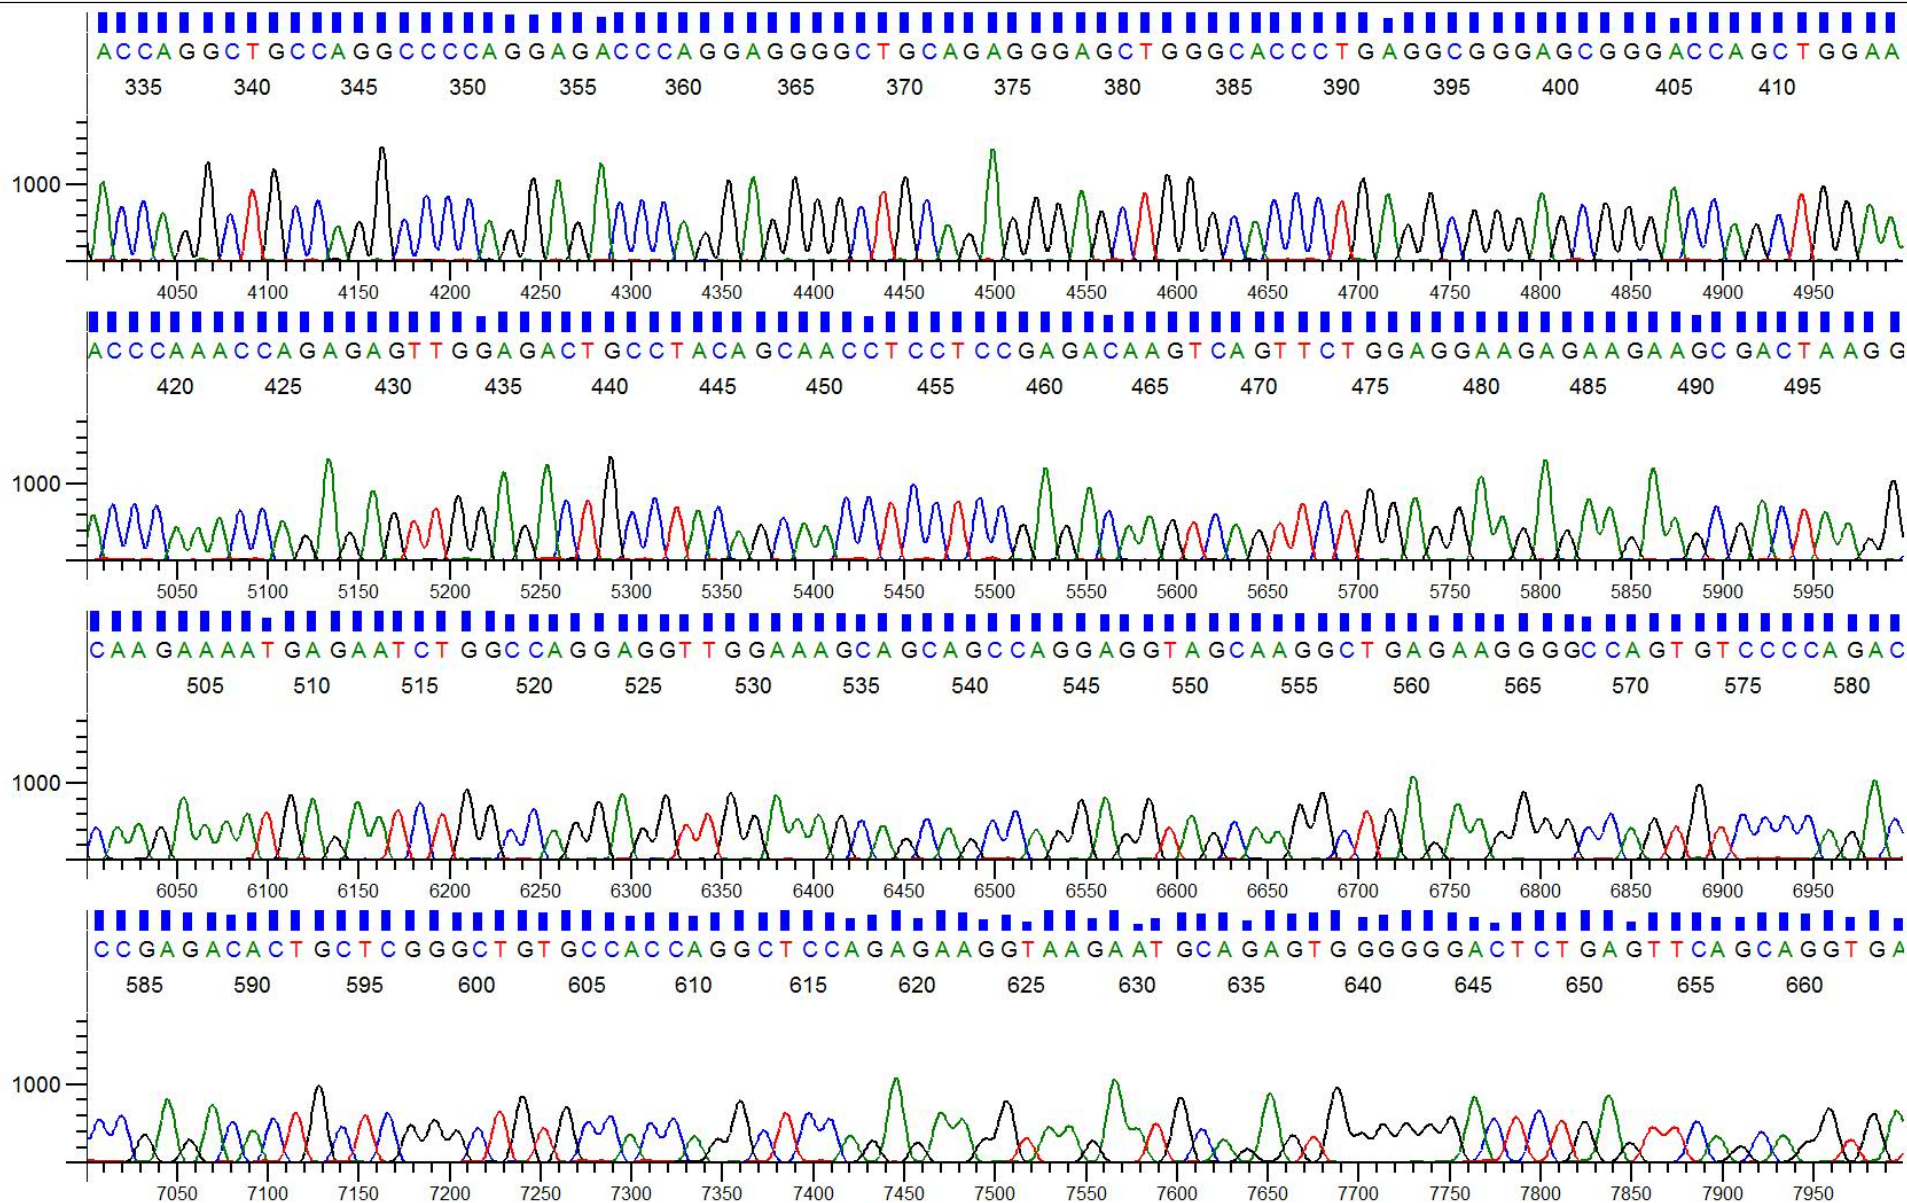 ACCAGGCTGCCAGGCCCCAGGAGACCCAGGAGGGGCTGCAGAGGGAGCTGGGCACCCTGAGGCGGGAGCGGGACCAGCTGGAA
335 340 345 350 355 360 365 370 375 380 385 390 395 400 405 410
1000
4050 4100 4150 4200 4250 4300 4350 4400 4450 4500 4550 4600 4650 4700 4750 4800 4850 4900 4950
ACCCAAACCAGAGAGTTGGAGACTGCCTACAGCAACCTCCTCCGAGACAAGTCAGTTCTGGAGGAAGAGAAGAAGCGACTAAGG
420 425 430 435 440 445 450 455 460 465 470 475 480 485 490 495
1000
5050 5100 5150 5200 5250 5300 5350 5400 5450 5500 5550 5600 5650 5700 5750 5800 5850 5900 5950
CAAGAAAATGAGAATCTGGCCAGGAGGTTGGAAAGCAGCAGCCAGGAGGTAGCAAGGCTGAGAAGGGGCCAGTGTCCCCAGAC
505 510 515 520 525 530 535 540 545 550 555 560 565 570 575 580
1000
6050 6100 6150 6200 6250 6300 6350 6400 6450 6500 6550 6600 6650 6700 6750 6800 6850 6900 6950
CCGAGACACTGCTCGGGCTGTGCCACCAGGCTCCAGAGAAGGTAAGAATGCAGAGTGGGGGGACTCTGAGTTCAGCAGGTGA
585 590 595 600 605 610 615 620 625 630 635 640 645 650 655 660
1000
7050 7100 7150 7200 7250 7300 7350 7400 7450 7500 7550 7600 7650 7700 7750 7800 7850 7900 7950